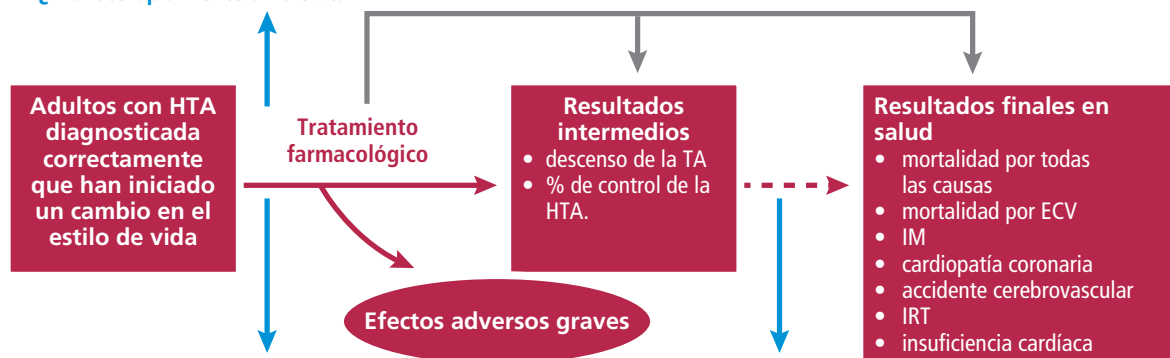 Adultos con HTA
diagnosticada
correctamente
que han iniciado
un cambio en el
estilo de vida
Tratamiento
farmacológico
Efectos adversos graves
Resultados
intermedios
• descenso de la TA
• % de control de la
HTA.
Resultados finales en
salud
• mortalidad por todas
las causas
• mortalidad por ECV
• IM
• cardiopatía coronaria
• accidente cerebrovascular
• IRT
• insuficiencia cardíaca